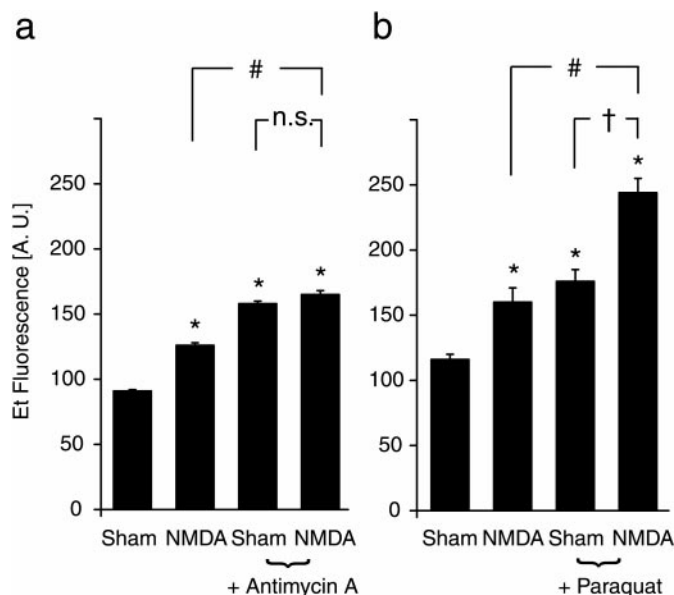 a
b
#
#
n.s.
†
*
*
*
*
*
*
250
200
150
100
50
0
Et Fluorescence [A. U.]
250
200
150
100
50
0
Sham NMDA Sham NMDA
Sham NMDA Sham NMDA
+ Antimycin A
+ Paraquat